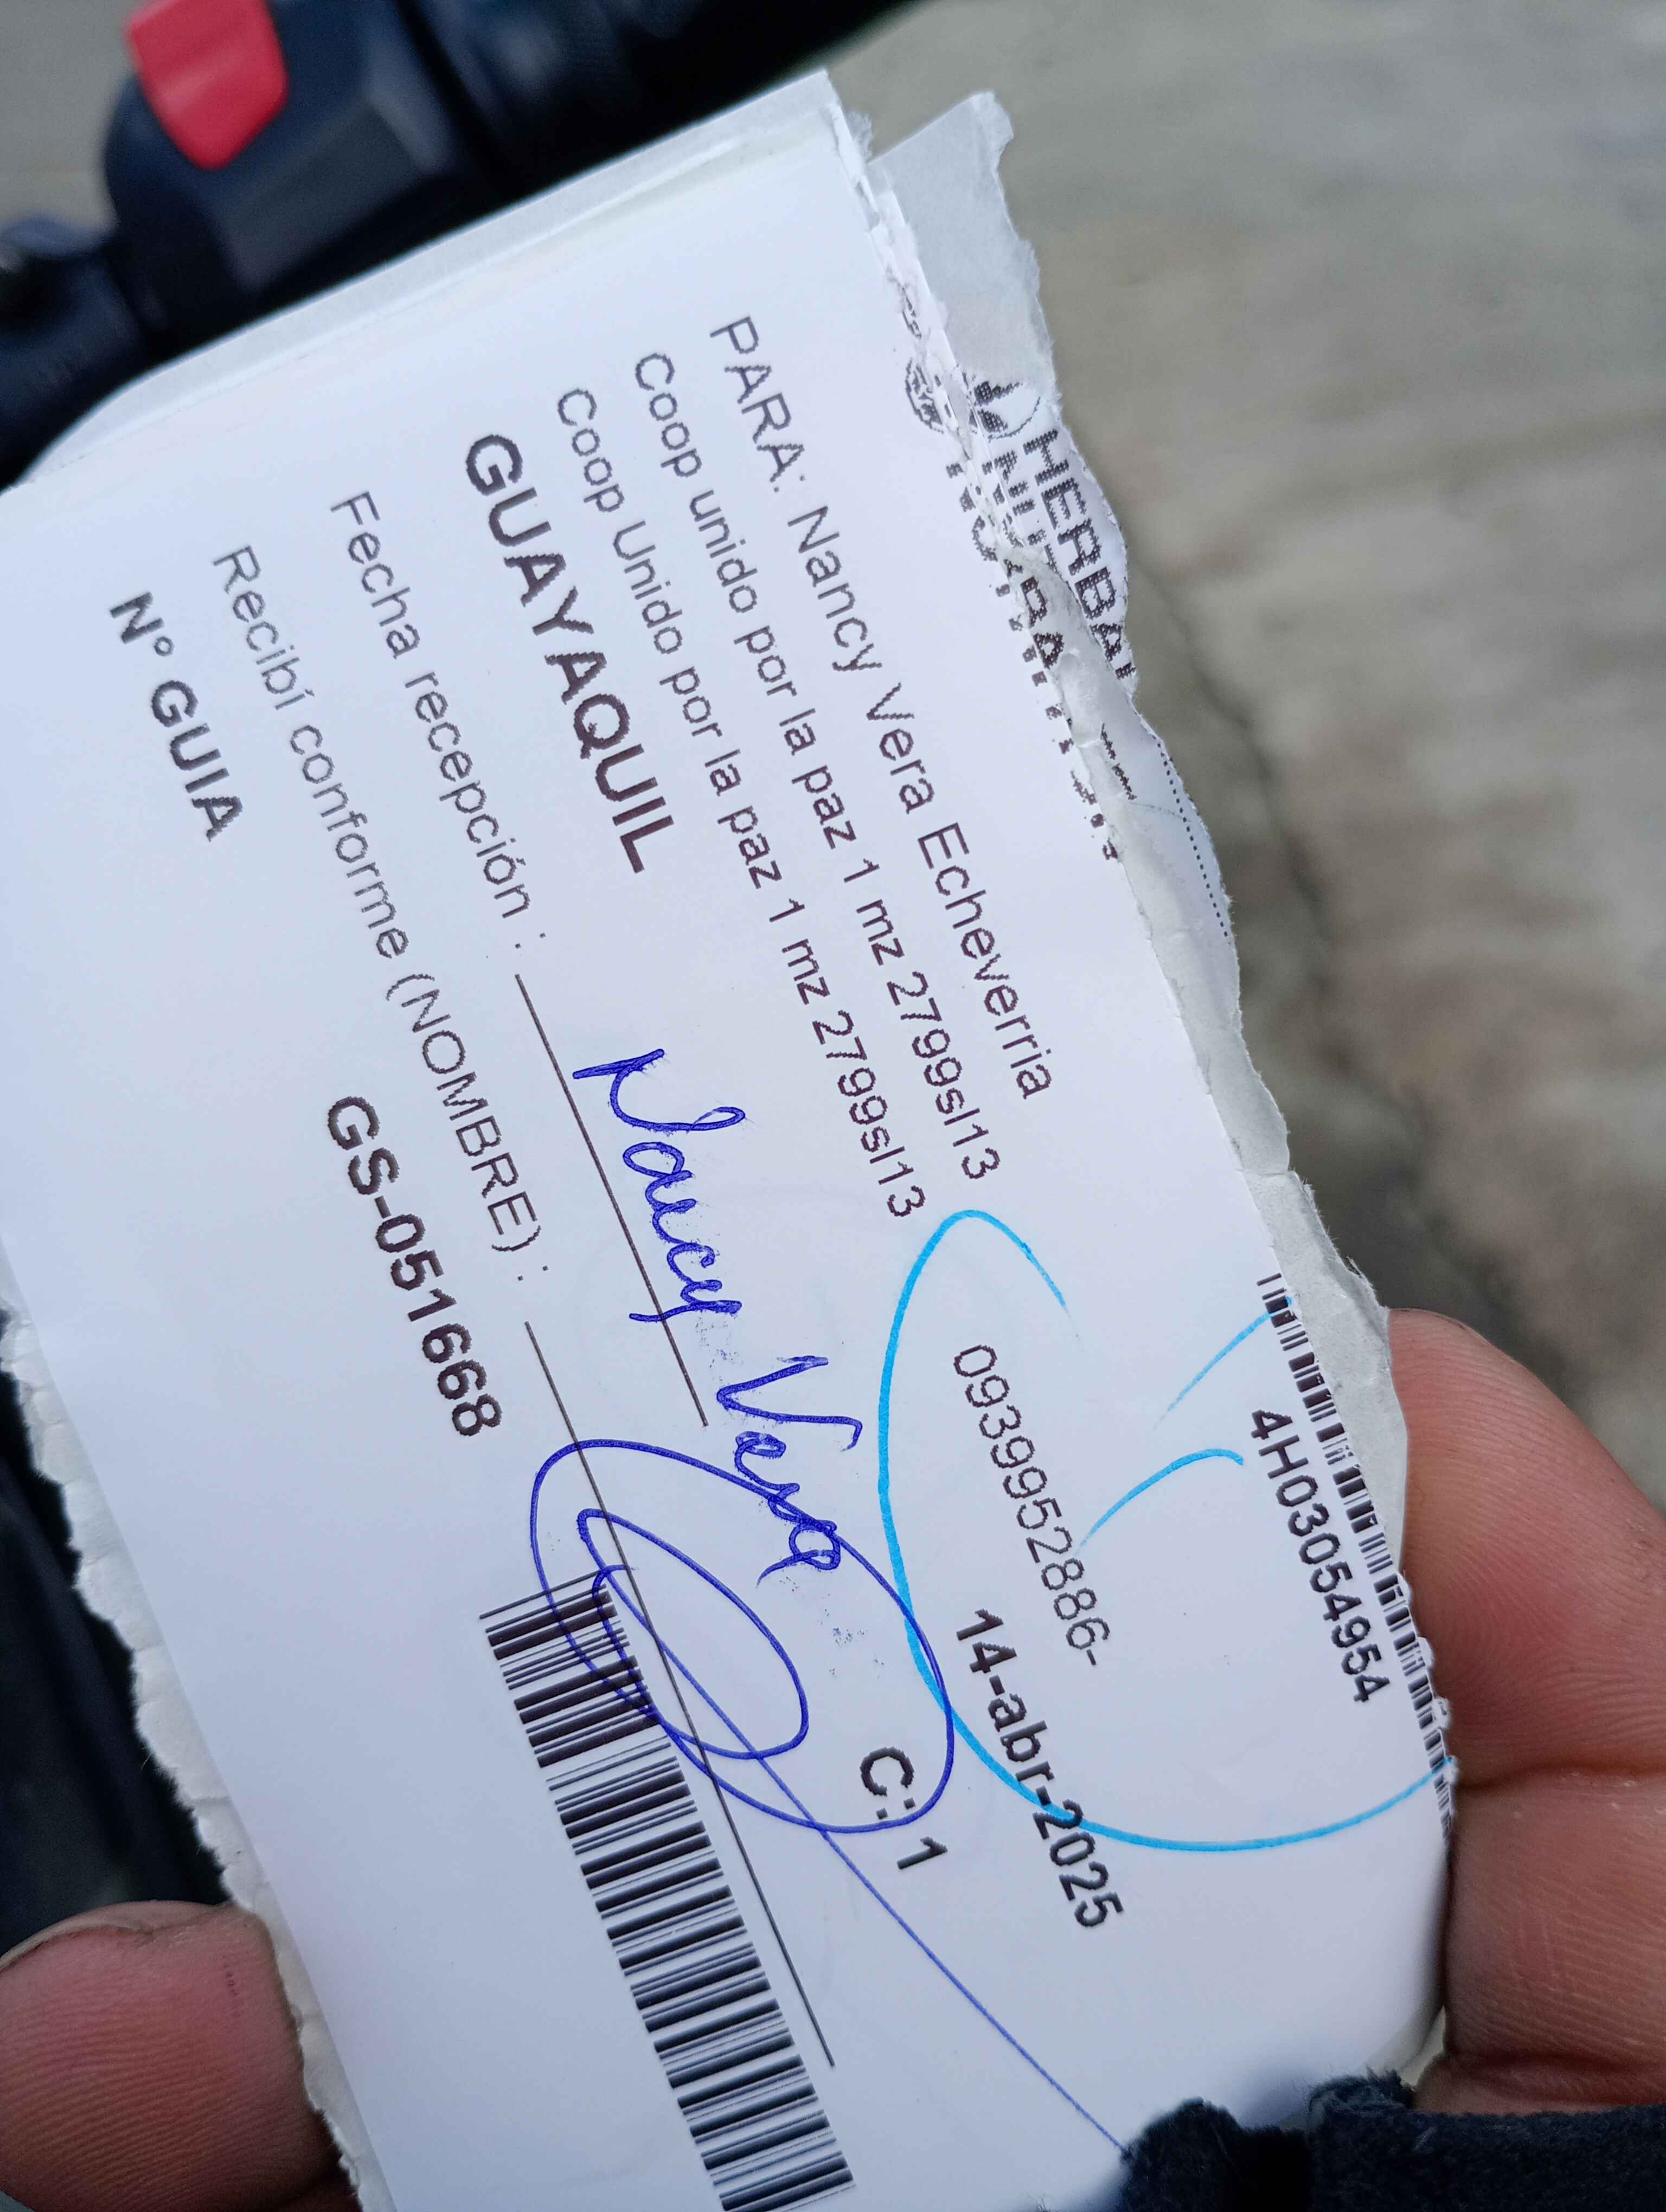 4H03054954
PARA: Nancy Vera Echeverria
Coop unido por la paz 1 mz 2799sl13
0939952886-
Coop Unido por la paz 1 mz 2799sl13
14-abr-2025
GUAYAQUIL
C: 1
Nancy Vera
Fecha recepción :
Recibí conforme (NOMBRE) :
N° GUIA
GS-051668